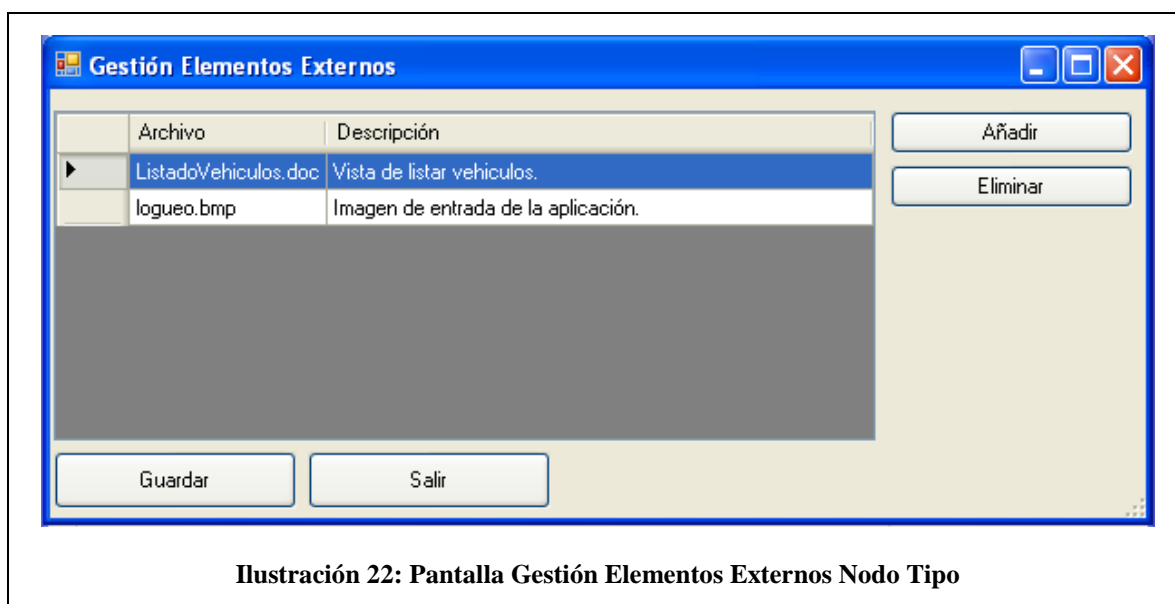 Gestión Elementos Externos
Archivo Descripción Añadir
ListadoVehiculos.doc Vista de listar vehiculos. Eliminar
logueo.bmp Imagen de entrada de la aplicación.
Guardar Salir
Ilustración 22: Pantalla Gestión Elementos Externos Nodo Tipo